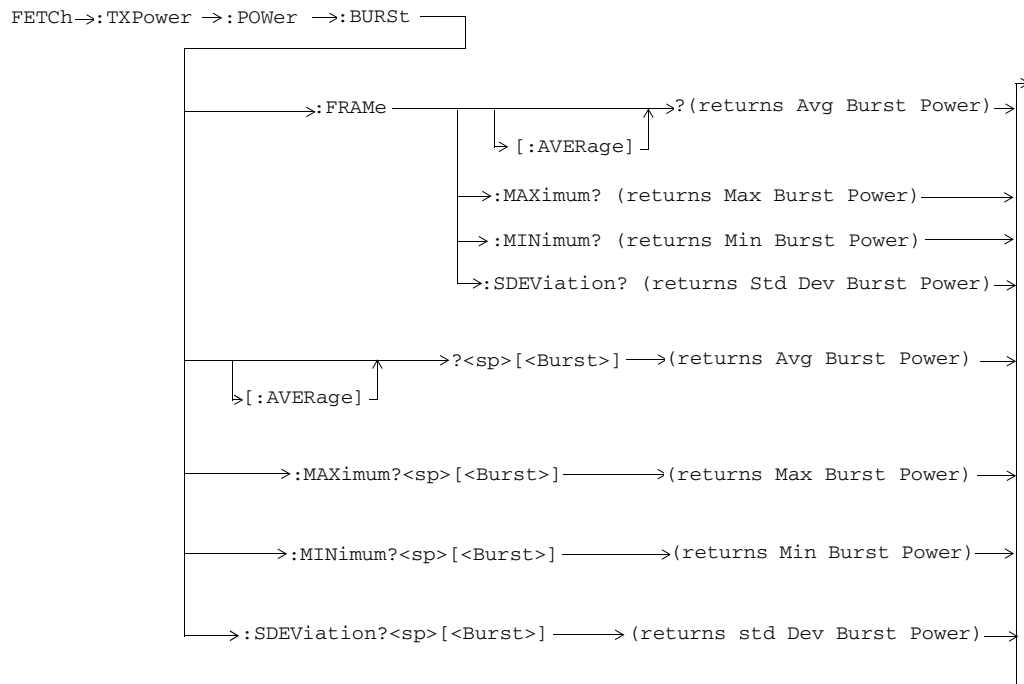 FETCh :TXPower :POWer :BURSt
:FRAMe ?(returns Avg Burst Power)
[:AVERage]
:MAXimum? (returns Max Burst Power)
:MINimum? (returns Min Burst Power)
:SDEViation? (returns Std Dev Burst Power)
?<sp>[<Burst>] (returns Avg Burst Power)
[:AVERage]
:MAXimum?<sp>[<Burst>] (returns Max Burst Power)
:MINimum?<sp>[<Burst>] (returns Min Burst Power)
:SDEViation?<sp>[<Burst>] (returns std Dev Burst Power)